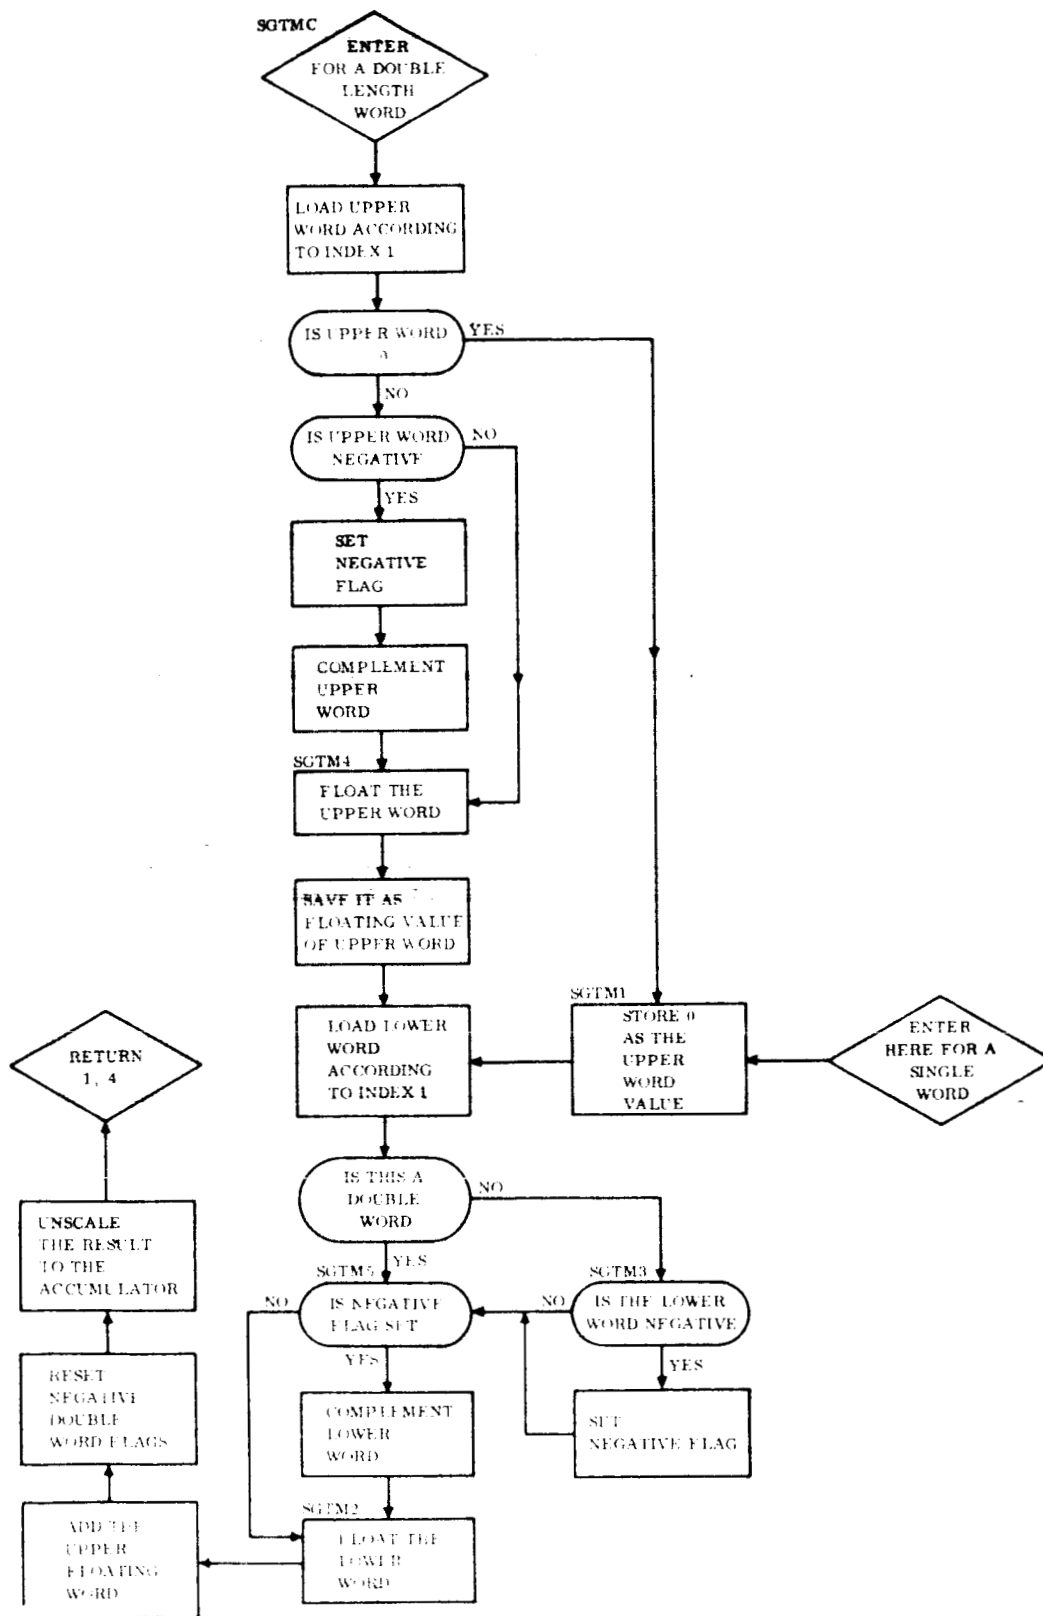 SGTMC
ENTER
FOR A DOUBLE
LENGTH
WORD
LOAD UPPER
WORD ACCORDING
TO INDEX 1
IS UPPER WORD
0
YES
NO
IS UPPER WORD
NEGATIVE
NO
YES
SET
NEGATIVE
FLAG
COMPLEMENT
UPPER
WORD
SGTM4
FLOAT THE
UPPER WORD
SAVE IT AS
FLOATING VALUE
OF UPPER WORD
SGTM1
STORE 0
AS THE
UPPER
WORD
VALUE
ENTER
HERE FOR A
SINGLE
WORD
LOAD LOWER
WORD
ACCORDING
TO INDEX 1
RETURN
1, 4
IS THIS A
DOUBLE
WORD
NO
YES
SGTM3
IS THE LOWER
WORD NEGATIVE
NO
YES
SET
NEGATIVE FLAG
SGTM5
IS NEGATIVE
FLAG SET
NO
YES
COMPLEMENT
LOWER
WORD
SGTM2
FLOAT THE
LOWER
WORD
ADD THE
UPPER
FLOATING
WORD
RESET
NEGATIVE
DOUBLE
WORD FLAGS
UNSCALE
THE RESULT
TO THE
ACCUMULATOR